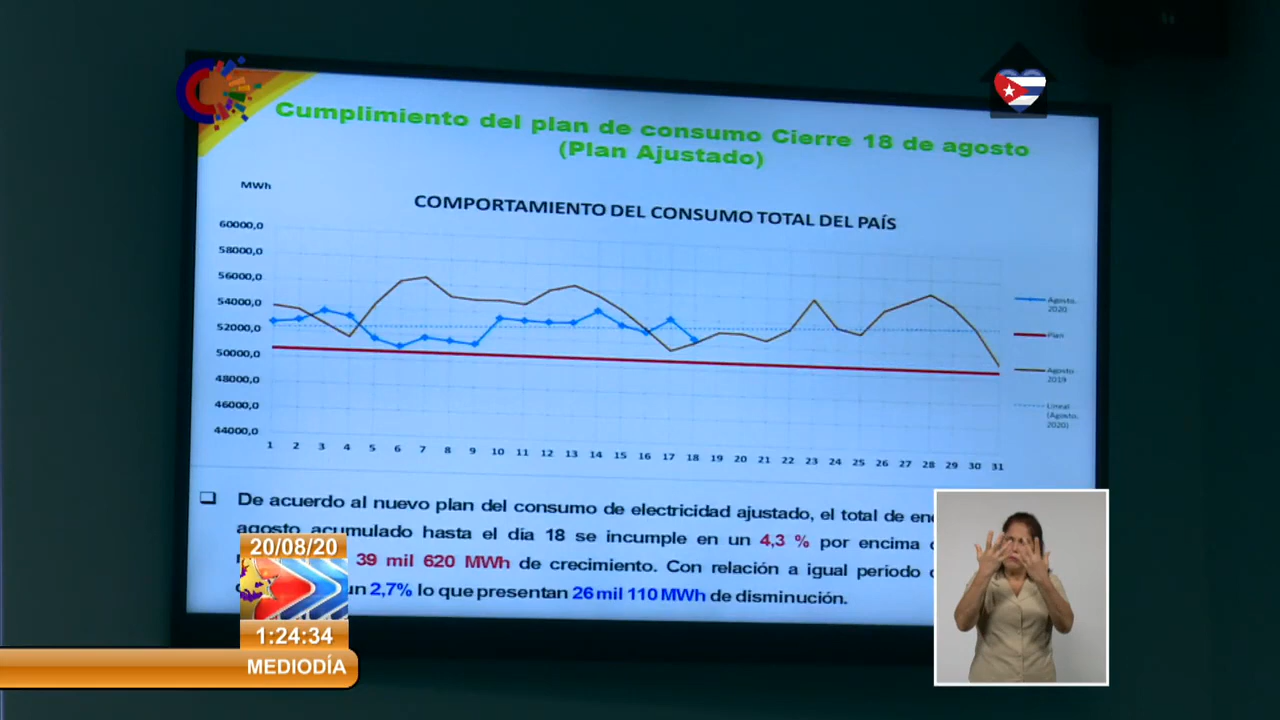 Cumplimiento del plan de consumo Cierre 18 de agosto
(Plan Ajustado)
MWh
COMPORTAMIENTO DEL CONSUMO TOTAL DEL PAÍS
60000,0
58000,0
56000,0
54000,0
52000,0
50000,0
48000,0
46000,0
44000,0
1 2 3 4 5 6 7 8 9 10 11 12 13 14 15 16 17 18 19 20 21 22 23 24 25 26 27 28 29 30 31
Agosto
2020
Plan
Agosto
2019
Lineal
(Agosto
2020)
De acuerdo al nuevo plan del consumo de electricidad ajustado, el total de
agosto acumulado hasta el día 18 se incumple en un 4,3 % por encima
39 mil 620 MWh de crecimiento. Con relación a igual período
un 2,7% lo que presentan 26 mil 110 MWh de disminución.
20/08/20
1:24:34
MEDIODÍA